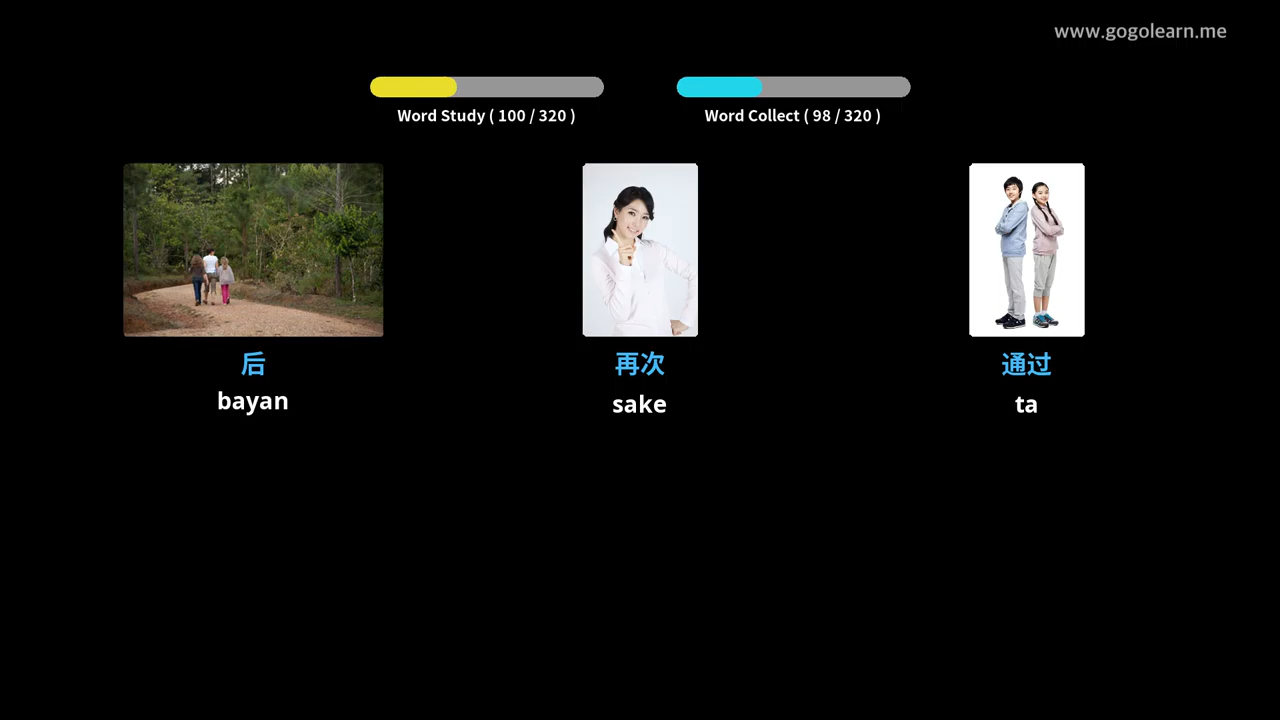 www.gogolearn.me
Word Study ( 100 / 320 )
Word Collect ( 98 / 320 )
后
bayan
再次
sake
通过
ta